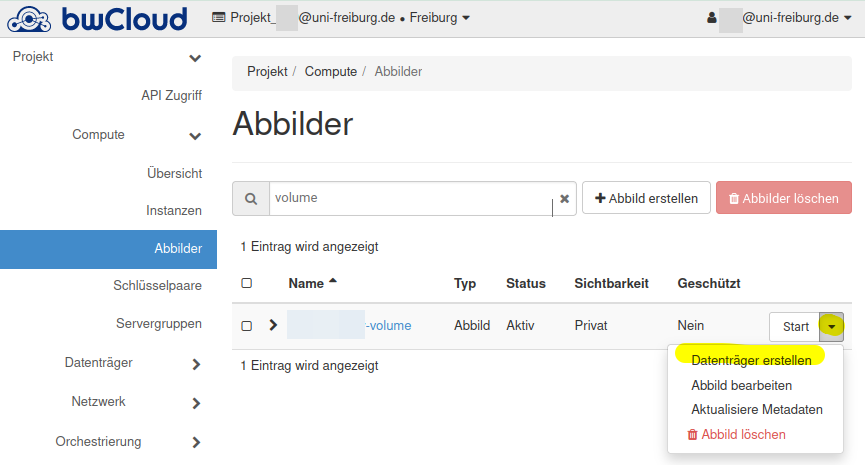 bwCloud
Projekt_ @uni-freiburg.de • Freiburg
@uni-freiburg.de
Projekt
API Zugriff
Compute
Übersicht
Instanzen
Abbilder
Schlüsselpaare
Servergruppen
Datenträger
Netzwerk
Orchestrierung
Projekt / Compute / Abbilder
Abbilder
volume
Abbild erstellen
Abbilder löschen
1 Eintrag wird angezeigt
Name Typ Status Sichtbarkeit Geschützt
-volume Abbild Aktiv Privat Nein Start
1 Eintrag wird angezeigt
Datenträger erstellen
Abbild bearbeiten
Aktualisiere Metadaten
Abbild löschen